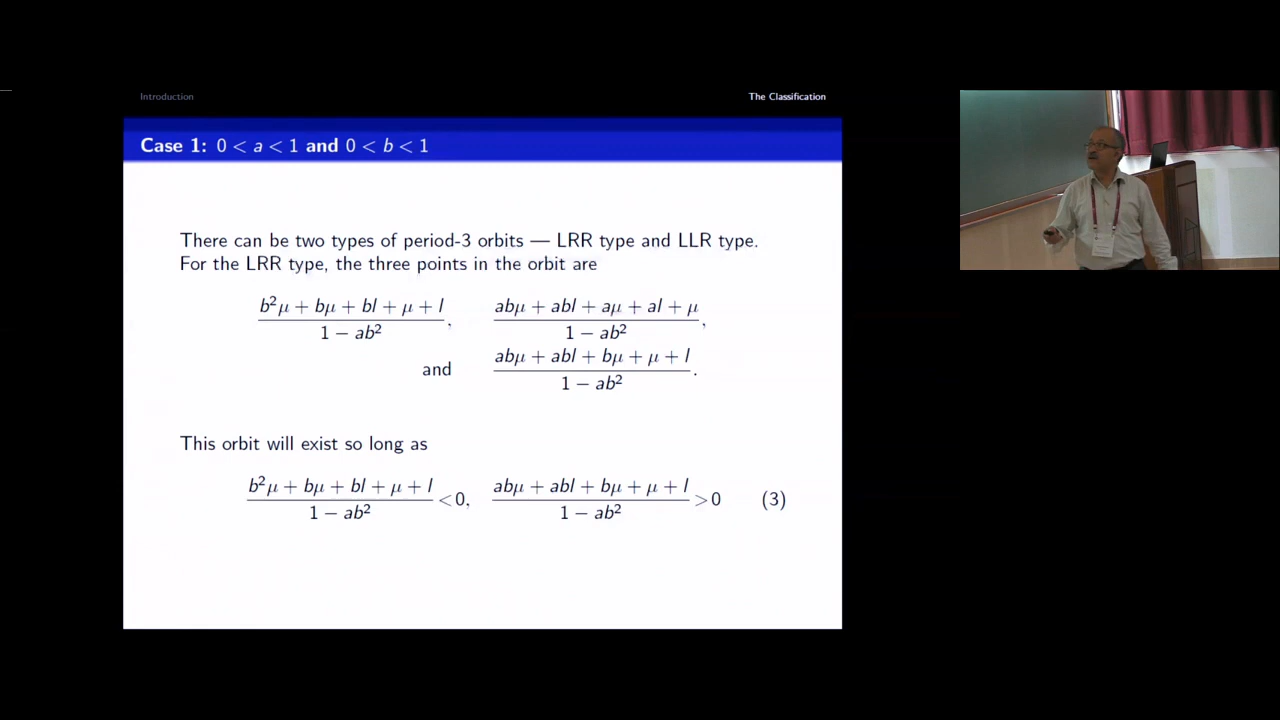 Introduction
The Classification
Case 1: 0 < a < 1 and 0 < b < 1
There can be two types of period-3 orbits — LRR type and LLR type.
For the LRR type, the three points in the orbit are
b²μ + bμ + bl + μ + l / 1 − ab², abμ + abl + aμ + al + μ / 1 − ab²,
and abμ + abl + bμ + μ + l / 1 − ab².
This orbit will exist so long as
b²μ + bμ + bl + μ + l / 1 − ab² < 0, abμ + abl + bμ + μ + l / 1 − ab² > 0 (3)